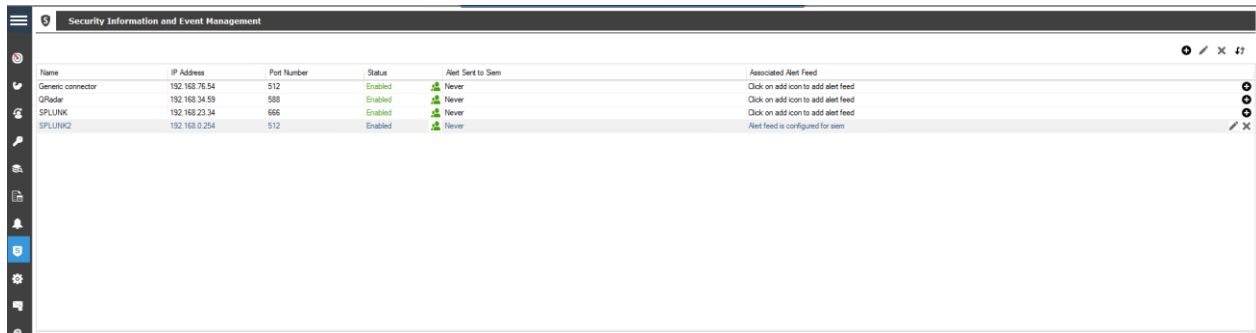 Security Information and Event Management
Name IP Address Port Number Status Alert Sent to Siem Associated Alert Feed
Generic connector 192.168.76.54 512 Enabled Never Click on add icon to add alert feed
QRadar 192.168.34.59 588 Enabled Never Click on add icon to add alert feed
SPLUNK 192.168.23.34 666 Enabled Never Click on add icon to add alert feed
SPLUNK2 192.168.0.254 512 Enabled Never Alert feed is configured for siem